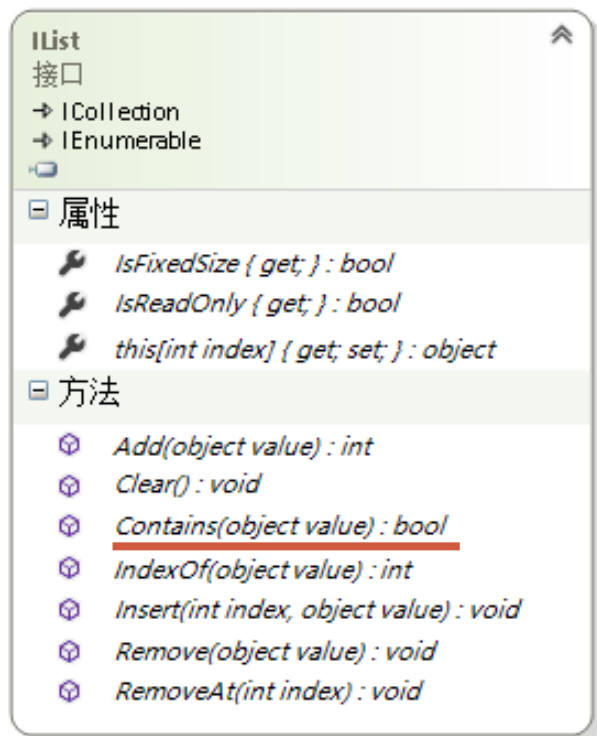 IList
接口
ICollection
IEnumerable
属性
IsFixedSize { get; } : bool
IsReadOnly { get; } : bool
this[int index] { get; set; } : object
方法
Add(object value) : int
Clear() : void
Contains(object value) : bool
IndexOf(object value) : int
Insert(int index, object value) : void
Remove(object value) : void
RemoveAt(int index) : void